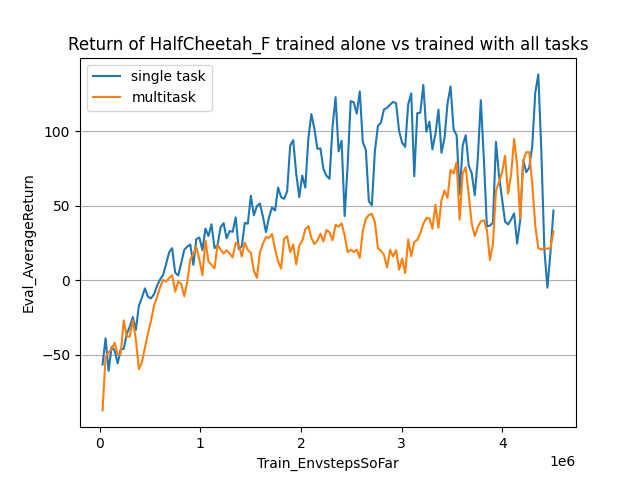 Return of HalfCheetah_F trained alone vs trained with all tasks
single task
multitask
100
50
0
−50
Eval_AverageReturn
0
1
2
3
4
1e6
Train_EnvstepsSoFar